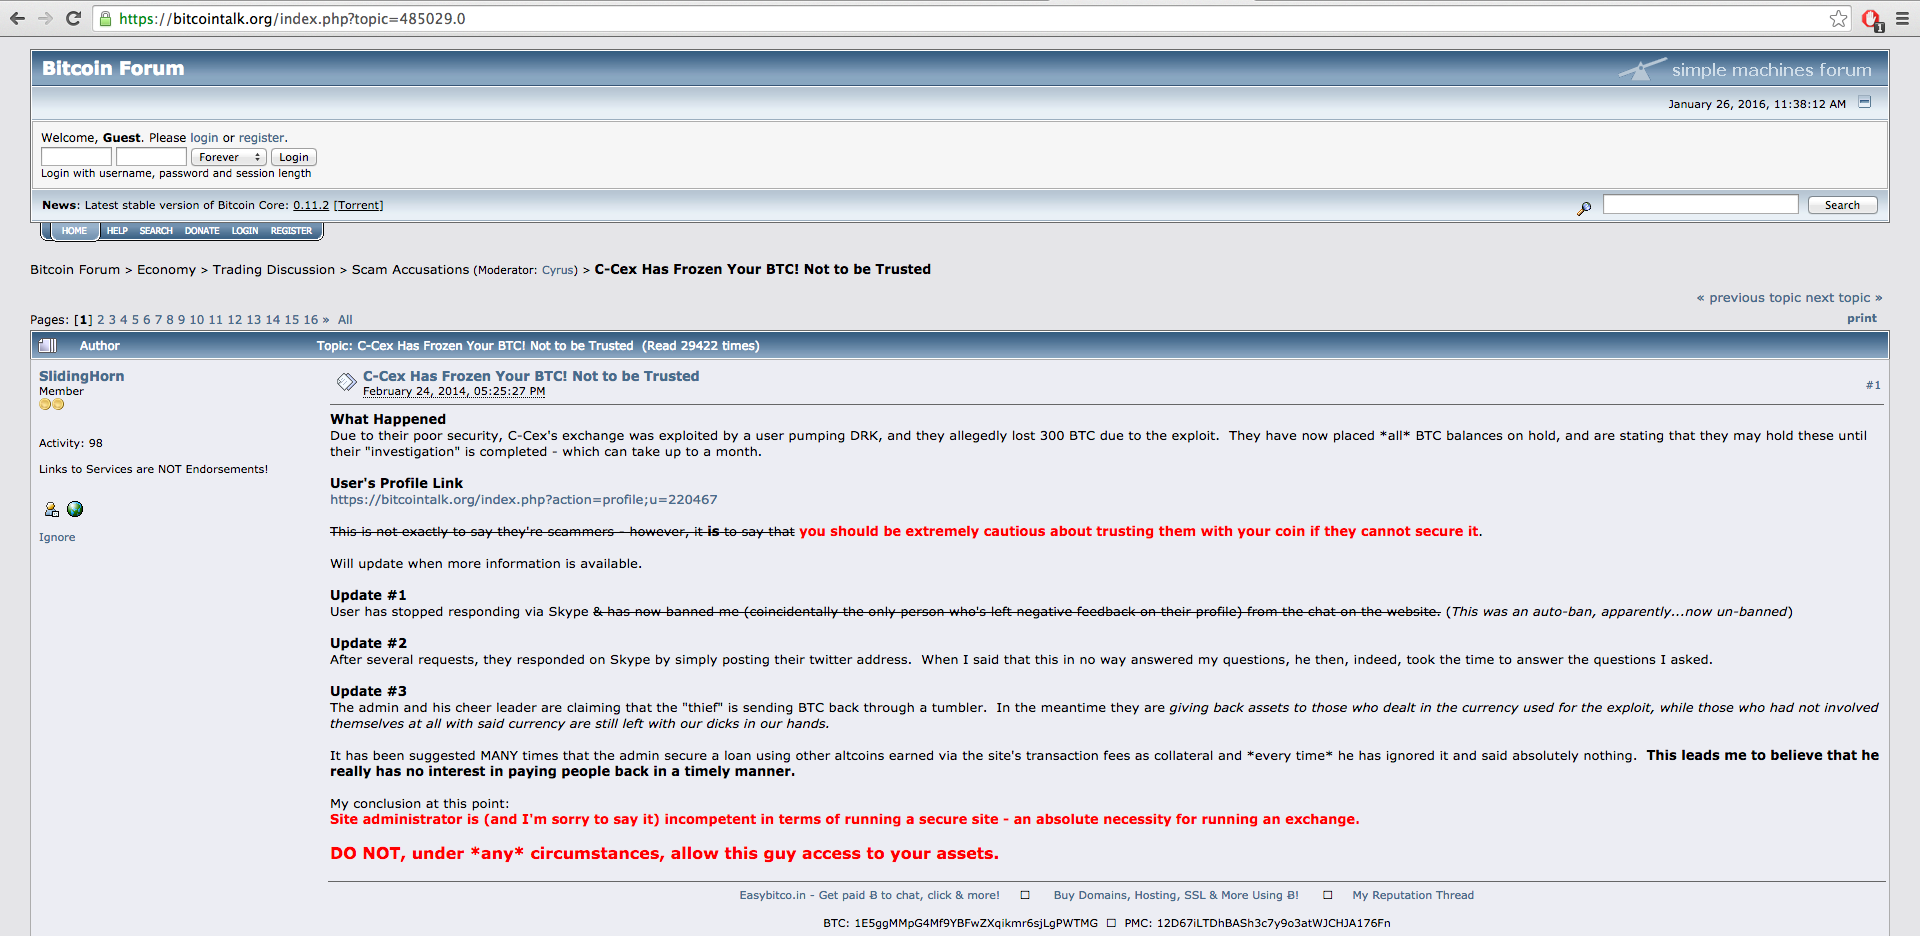 https://bitcointalk.org/index.php?topic=485029.0
1
Bitcoin Forum
simple machines forum
January 26, 2016, 11:38:12 AM
Welcome, Guest. Please login or register.
Forever Login
Login with username, password and session length
News: Latest stable version of Bitcoin Core: 0.11.2 [Torrent]
Search
HOME HELP SEARCH DONATE LOGIN REGISTER
Bitcoin Forum > Economy > Trading Discussion > Scam Accusations (Moderator: Cyrus) > C-Cex Has Frozen Your BTC! Not to be Trusted
« previous topic next topic »
Pages: [1] 2 3 4 5 6 7 8 9 10 11 12 13 14 15 16 » All
print
Author Topic: C-Cex Has Frozen Your BTC! Not to be Trusted (Read 29422 times)
SlidingHorn
Member
Activity: 98
Links to Services are NOT Endorsements!
Ignore
C-Cex Has Frozen Your BTC! Not to be Trusted
February 24, 2014, 05:25:27 PM
#1
What Happened
Due to their poor security, C-Cex's exchange was exploited by a user pumping DRK, and they allegedly lost 300 BTC due to the exploit. They have now placed *all* BTC balances on hold, and are stating that they may hold these until
their "investigation" is completed - which can take up to a month.
User's Profile Link
https://bitcointalk.org/index.php?action=profile;u=220467
This is not exactly to say they're scammers - however, it is to say that you should be extremely cautious about trusting them with your coin if they cannot secure it.
Will update when more information is available.
Update #1
User has stopped responding via Skype & has now banned me (coincidentally the only person who's left negative feedback on their profile) from the chat on the website. (This was an auto-ban, apparently...now un-banned)
Update #2
After several requests, they responded on Skype by simply posting their twitter address. When I said that this in no way answered my questions, he then, indeed, took the time to answer the questions I asked.
Update #3
The admin and his cheer leader are claiming that the "thief" is sending BTC back through a tumbler. In the meantime they are giving back assets to those who dealt in the currency used for the exploit, while those who had not involved
themselves at all with said currency are still left with our dicks in our hands.
It has been suggested MANY times that the admin secure a loan using other altcoins earned via the site's transaction fees as collateral and *every time* he has ignored it and said absolutely nothing. This leads me to believe that he
really has no interest in paying people back in a timely manner.
My conclusion at this point:
Site administrator is (and I'm sorry to say it) incompetent in terms of running a secure site - an absolute necessity for running an exchange.
DO NOT, under *any* circumstances, allow this guy access to your assets.
Easybitco.in - Get paid Ƀ to chat, click & more! □ Buy Domains, Hosting, SSL & More Using Ƀ! □ My Reputation Thread
BTC: 1E5ggMMpG4Mf9YBFwZXqikmr6sjLgPWTMG □ PMC: 12D67iLTDhBASh3c7y9o3atWJCHJA176Fn